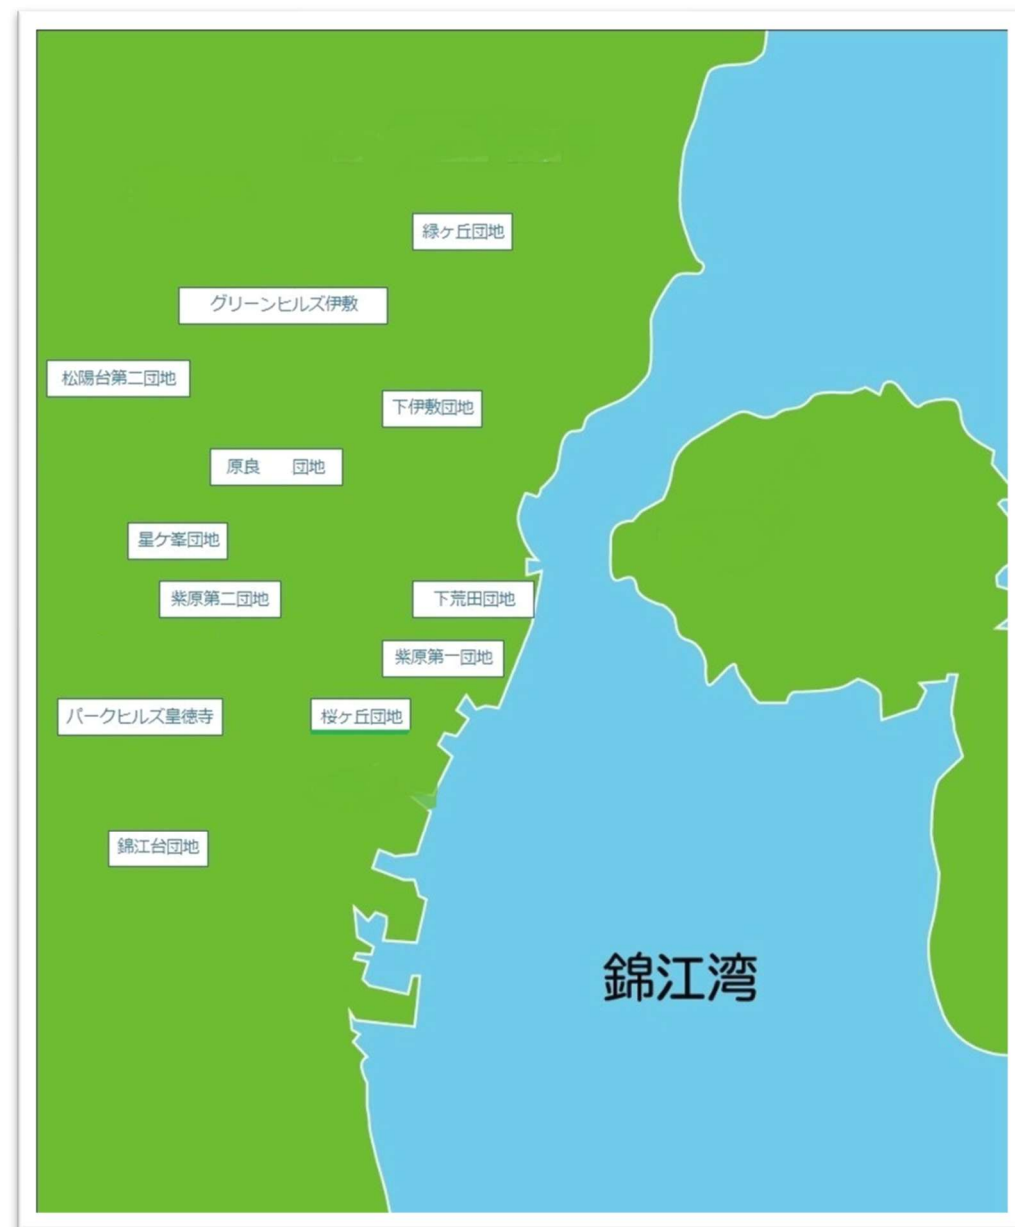 緑ヶ丘団地
グリーンヒルズ伊敷
松陽台第二団地
下伊敷団地
原良　　団地
星ケ峯団地
紫原第二団地
下荒田団地
紫原第一団地
パークヒルズ皇徳寺
桜ヶ丘団地
錦江台団地
錦江湾